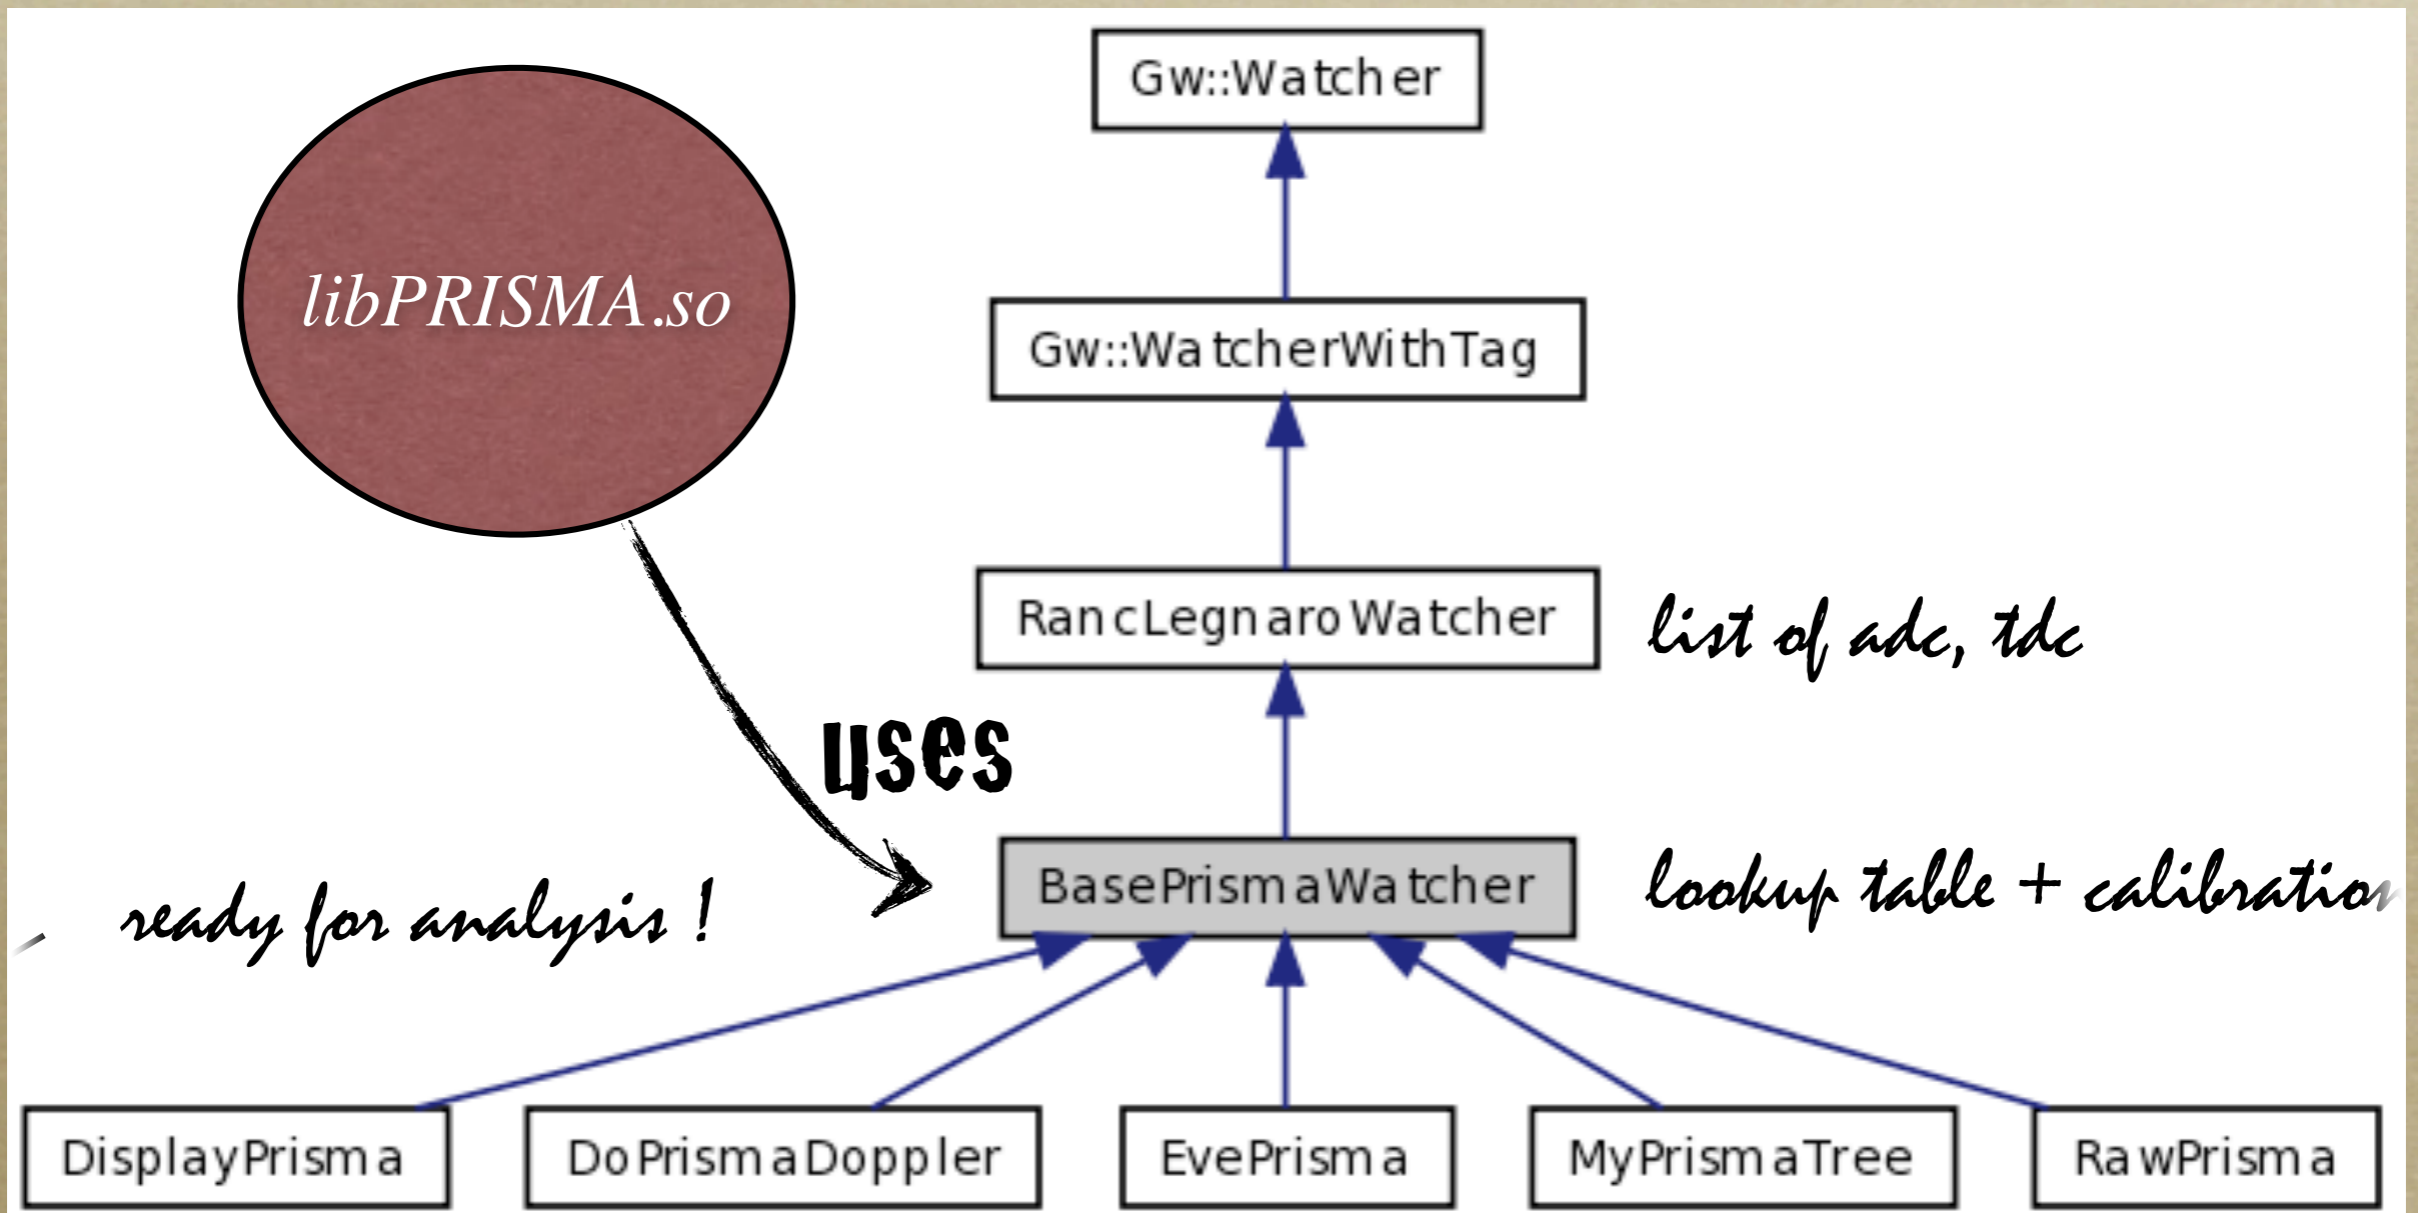 Gw::Watcher
libPRISMA.so
Gw::WatcherWithTag
RancLegnaroWatcher
list of adc, tdc
uses
BasePrismaWatcher
lookup table + calibration
ready for analysis !
DisplayPrisma
DoPrismaDoppler
EvePrisma
MyPrismaTree
RawPrisma